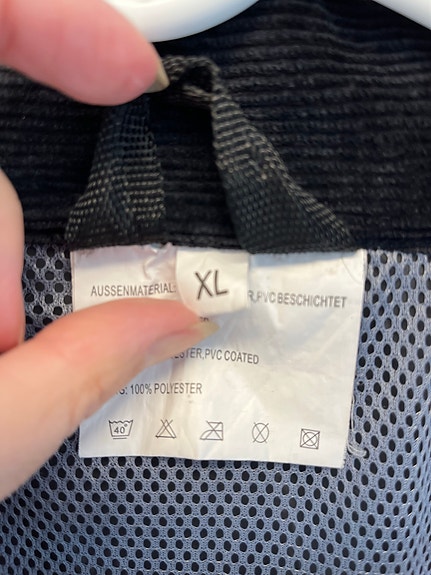 XL
AUSSENMATERIAL: R,PVC BESCHICHTET
ESTER,PVC COATED
S: 100% POLYESTER
40°